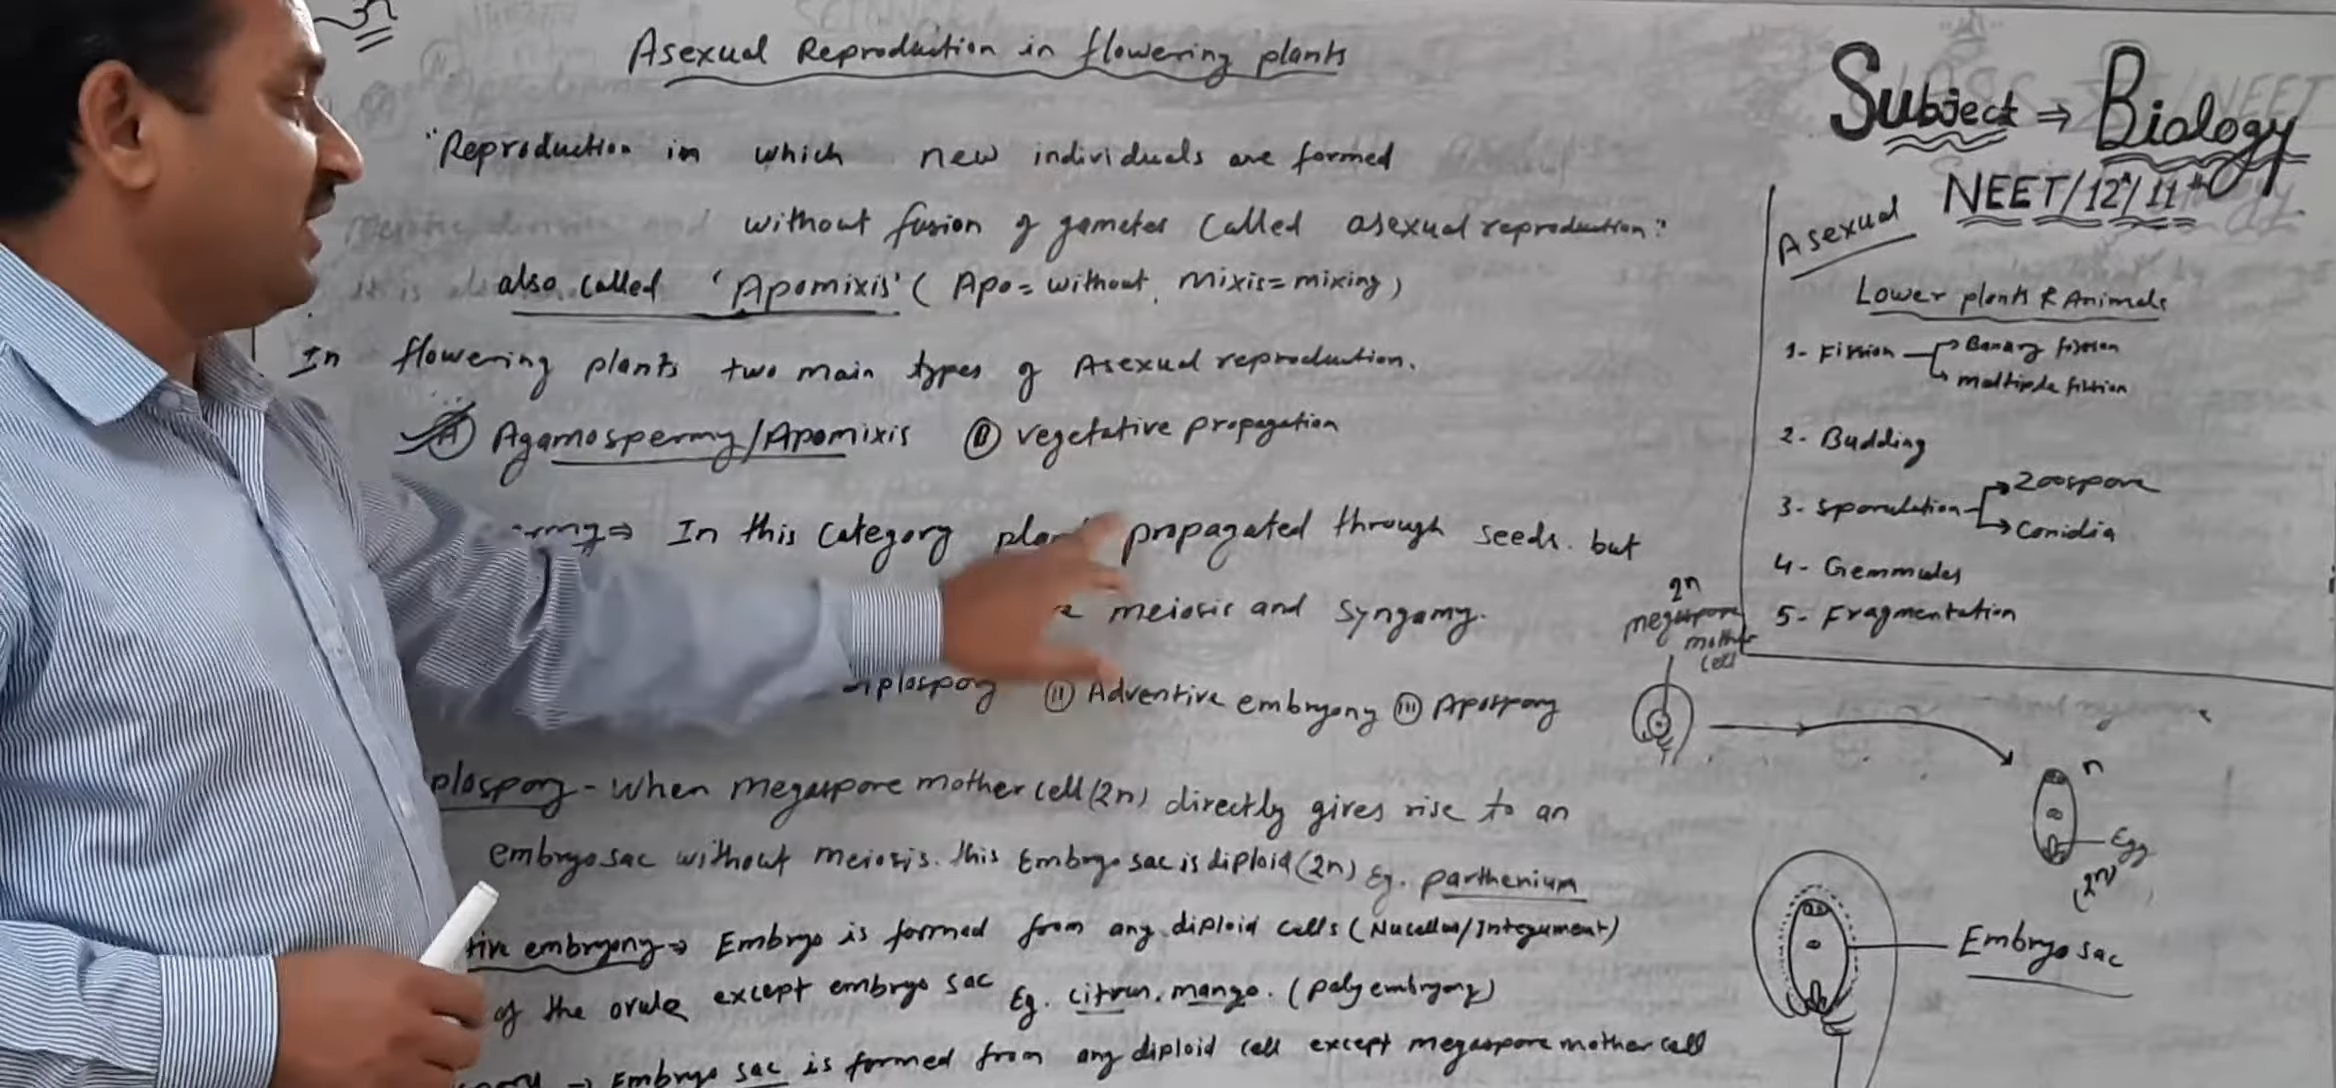 Asexual Reproduction in flowering plants
"Reproduction in which new individuals are formed
without fusion of gametes called asexual reproduction."
also called 'Apomixis' ( Apo = without, Mixis = mixing )
In flowering plants two main types of Asexual reproduction.
(A) Agamospermy/Apomixis (B) vegetative propagation
rmy ⇒ In this category plan propagated through seeds. but
meiosis and syngamy.
iplospory (II) Adventive embryony (III) Apospory
plospory - When megaspore mother cell (2n) directly gives rise to an
embryo sac without meiosis. this Embryo sac is diploid (2n) Eg. parthenium
tive embryony → Embryo is formed from any diploid cells (Nucellus/Integument)
of the ovule except embryo sac Eg. citrus, mango. (polyembryony)
→ Embryo sac is formed from any diploid cell except megaspore mother cell
Subject ⇒ Biology
NEET/12th/11th
Asexual
Lower plants & Animals
1- Fission → Banary fission
→ multiple fission
2- Budding
3- Sporulation → Zoospore
→ Conidia
4- Gemmules
5- Fragmentation
2n
megaspore
mother
cell
n
Egg
(2n)
Embryo sac